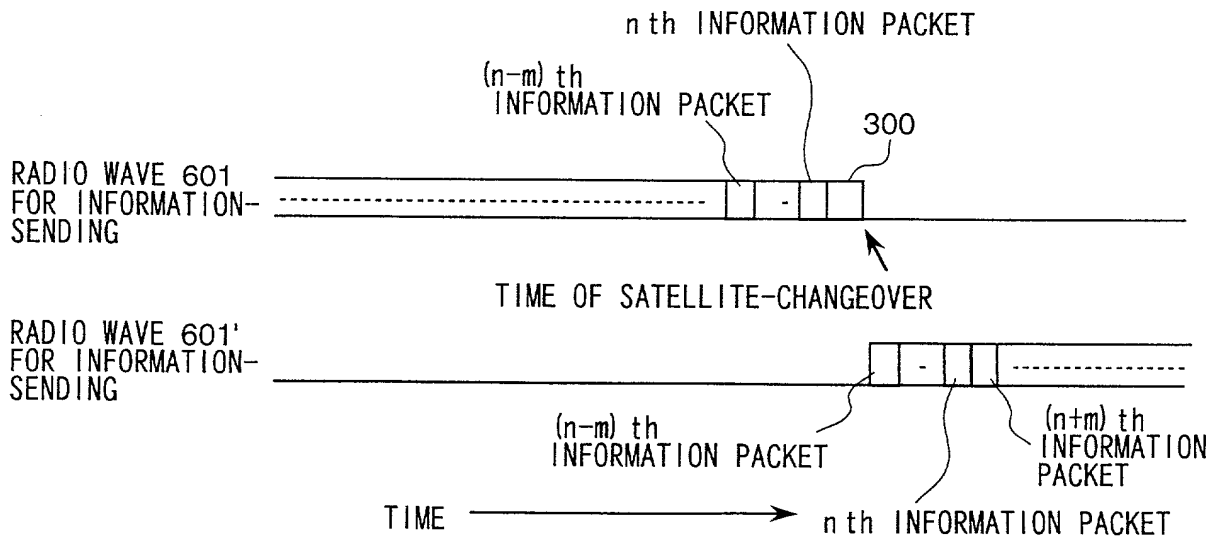 n th INFORMATION PACKET
(n-m) th
INFORMATION PACKET
300
RADIO WAVE 601
FOR INFORMATION-
SENDING
TIME OF SATELLITE-CHANGEOVER
RADIO WAVE 601'
FOR INFORMATION-
SENDING
(n-m) th
INFORMATION PACKET
(n+m) th
INFORMATION
PACKET
TIME
n th INFORMATION PACKET